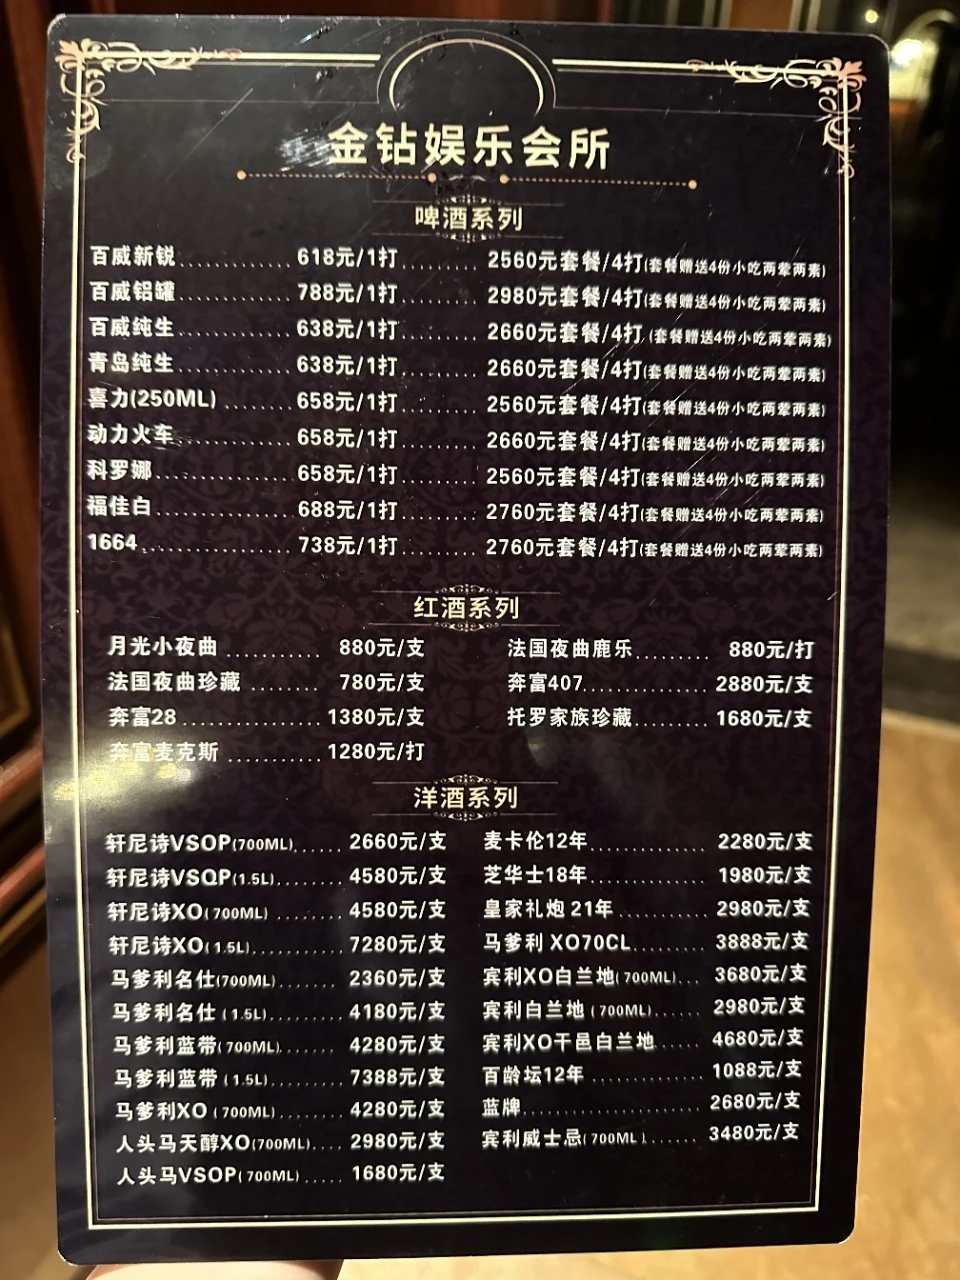 金钻娱乐会所
啤酒系列
百威新锐..........618元/1打.........2560元套餐/4打(套餐赠送4份小吃两荤两素)
百威铝罐..........788元/1打.........2980元套餐/4打(套餐赠送4份小吃两荤两素)
百威纯生..........638元/1打.........2660元套餐/4打(套餐赠送4份小吃两荤两素)
青岛纯生..........638元/1打.........2660元套餐/4打(套餐赠送4份小吃两荤两素)
喜力(250ML).......658元/1打.........2560元套餐/4打(套餐赠送4份小吃两荤两素)
动力火车..........658元/1打.........2660元套餐/4打(套餐赠送4份小吃两荤两素)
科罗娜............658元/1打.........2560元套餐/4打(套餐赠送4份小吃两荤两素)
福佳白............688元/1打.........2760元套餐/4打(套餐赠送4份小吃两荤两素)
1664..............738元/1打.........2760元套餐/4打(套餐赠送4份小吃两荤两素)
红酒系列
月光小夜曲..........880元/支 法国夜曲鹿乐........880元/打
法国夜曲珍藏........780元/支 奔富407.............2880元/支
奔富28..............1380元/支 托罗家族珍藏........1680元/支
奔富麦克斯..........1280元/打
洋酒系列
轩尼诗VSOP(700ML)......2660元/支 麦卡伦12年............2280元/支
轩尼诗VSOP(1.5L)........4580元/支 芝华士18年............1980元/支
轩尼诗XO(700ML)........4580元/支 皇家礼炮21年.........2980元/支
轩尼诗XO(1.5L)..........7280元/支 马爹利XO70CL.........3888元/支
马爹利名仕(700ML).......2360元/支 宾利XO白兰地(700ML)...3680元/支
马爹利名仕(1.5L)........4180元/支 宾利白兰地(700ML)......2980元/支
马爹利蓝带(700ML).......4280元/支 宾利XO干邑白兰地......4680元/支
马爹利蓝带(1.5L)........7388元/支 百龄坛12年............1088元/支
马爹利XO(700ML)........4280元/支 蓝牌....................2680元/支
人头马天醇XO(700ML)....2980元/支 宾利威士忌(700ML)......3480元/支
人头马VSOP(700ML).....1680元/支